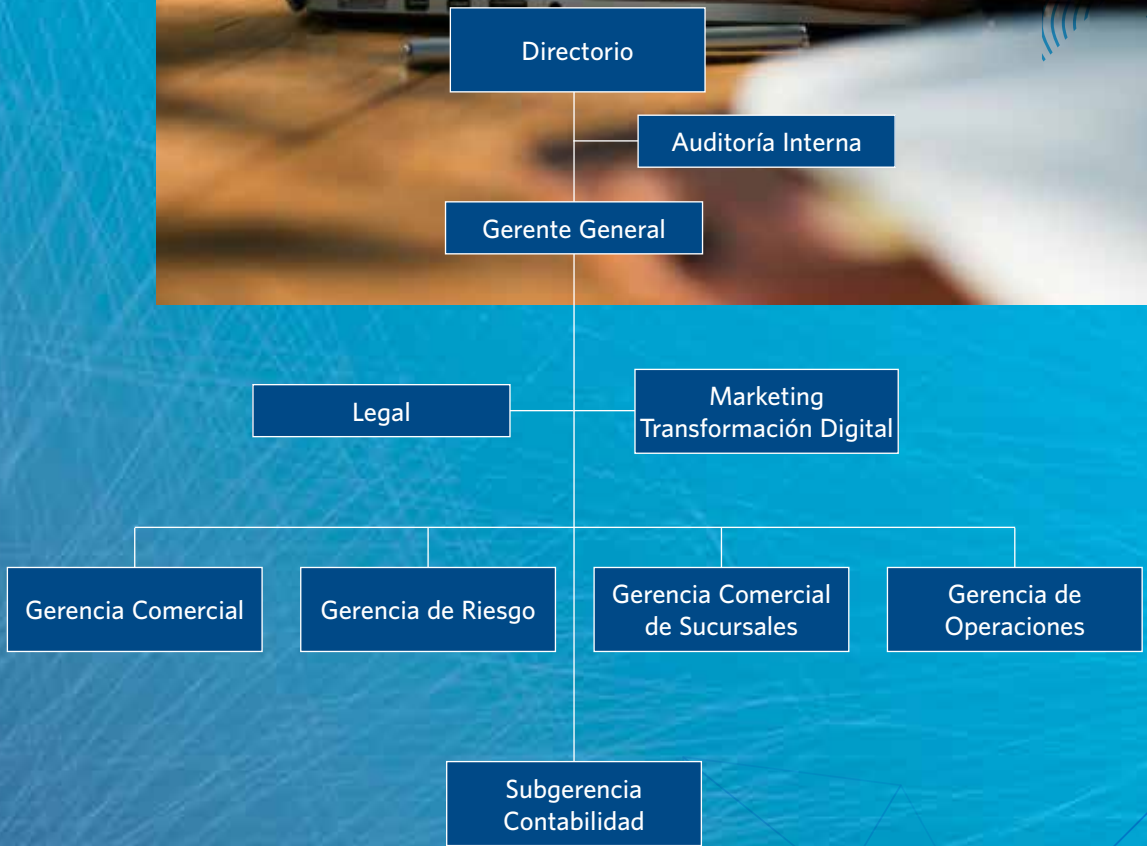 Directorio
Auditoría Interna
Gerente General
Legal
Marketing
Transformación Digital
Gerencia Comercial
Gerencia de Riesgo
Gerencia Comercial
de Sucursales
Gerencia de
Operaciones
Subgerencia
Contabilidad